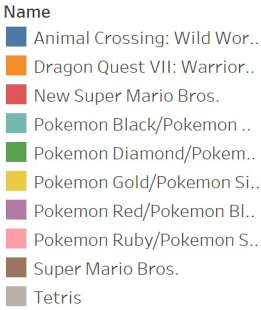 Name
Animal Crossing: Wild Wor..
Dragon Quest VII: Warrior..
New Super Mario Bros.
Pokemon Black/Pokemon ..
Pokemon Diamond/Pokem..
Pokemon Gold/Pokemon Si..
Pokemon Red/Pokemon Bl..
Pokemon Ruby/Pokemon S..
Super Mario Bros.
Tetris